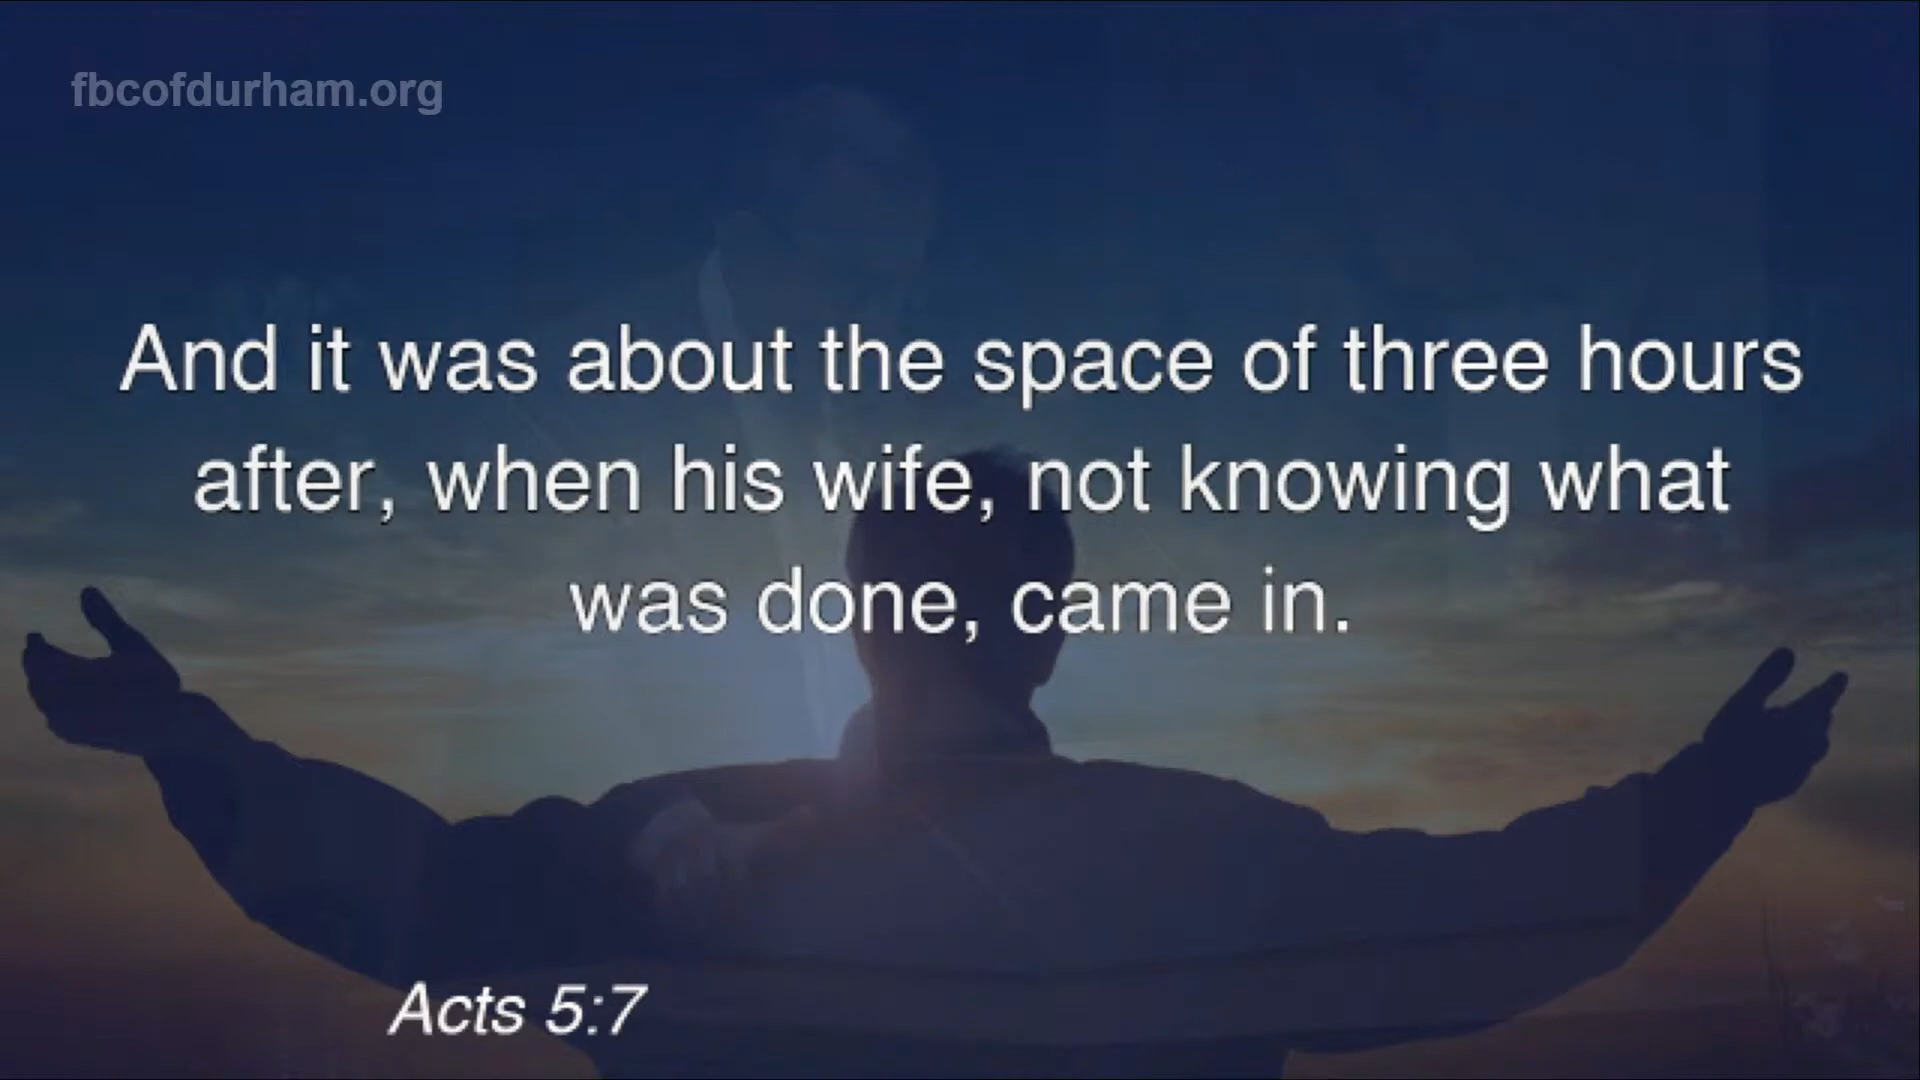 fbcofdurham.org
And it was about the space of three hours
after, when his wife, not knowing what
was done, came in.
Acts 5:7